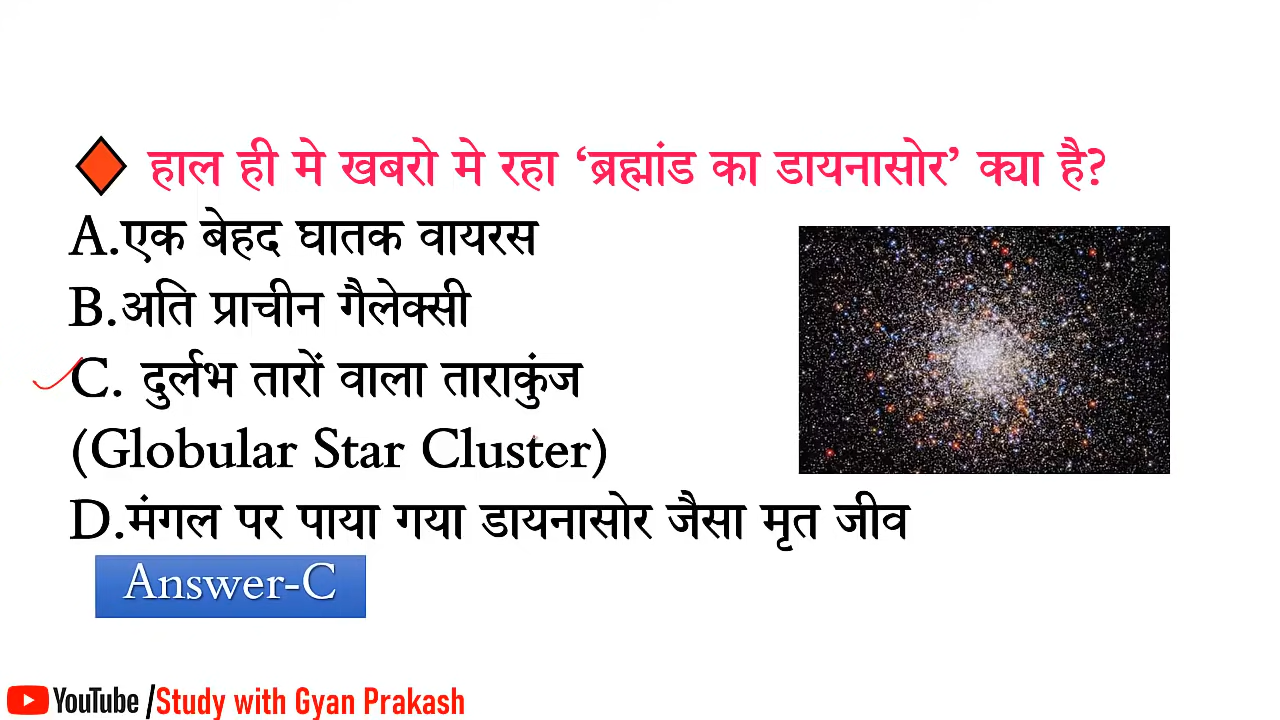 हाल ही मे खबरो मे रहा ‘ब्रह्मांड का डायनासोर’ क्या है?
A.एक बेहद घातक वायरस
B.अति प्राचीन गैलेक्सी
C. दुर्लभ तारों वाला ताराकुंज
(Globular Star Cluster)
D.मंगल पर पाया गया डायनासोर जैसा मृत जीव
Answer-C
YouTube /Study with Gyan Prakash